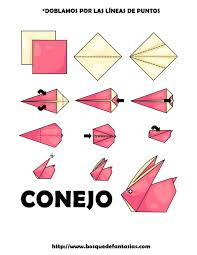 *DOBLAMOS POR LAS LÍNEAS DE PUNTOS
CONEJO
http://www.bosquedefantasias.com